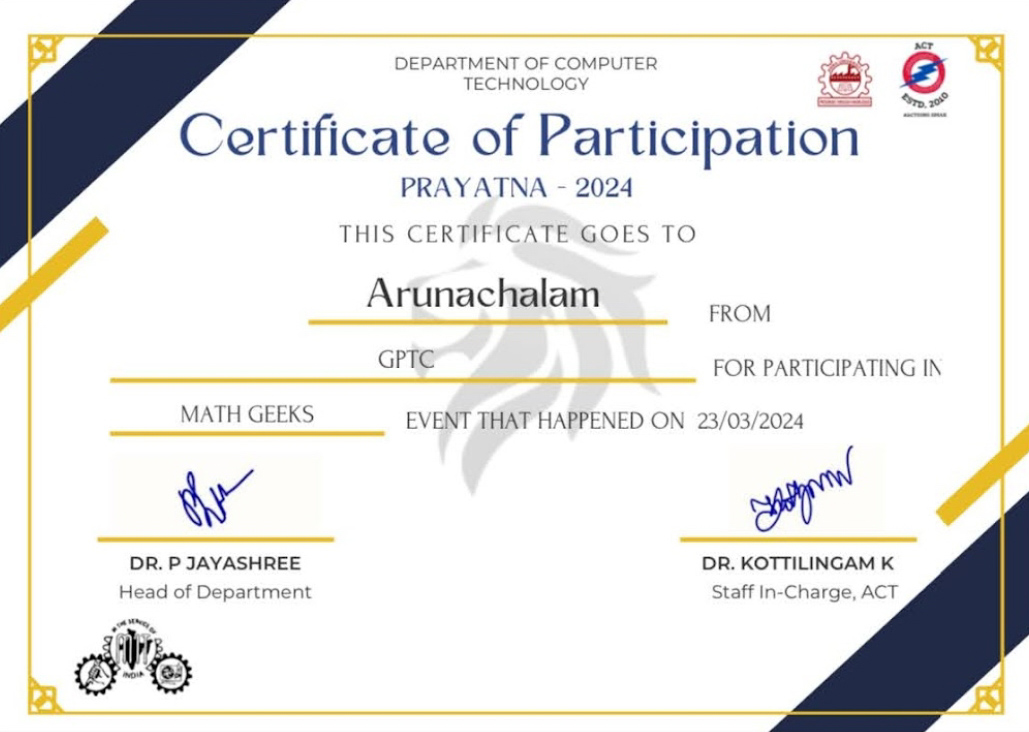 DEPARTMENT OF COMPUTER
TECHNOLOGY
ACT
ESTD, 2010
Certificate of Participation
PRAYATNA - 2024
THIS CERTIFICATE GOES TO
Arunachalam
FROM
GPTC
FOR PARTICIPATING IN
MATH GEEKS
EVENT THAT HAPPENED ON 23/03/2024
DR. P JAYASHREE
DR. KOTTILINGAM K
Head of Department
Staff In-Charge, ACT
IN THE SERVICE OF
INDIA